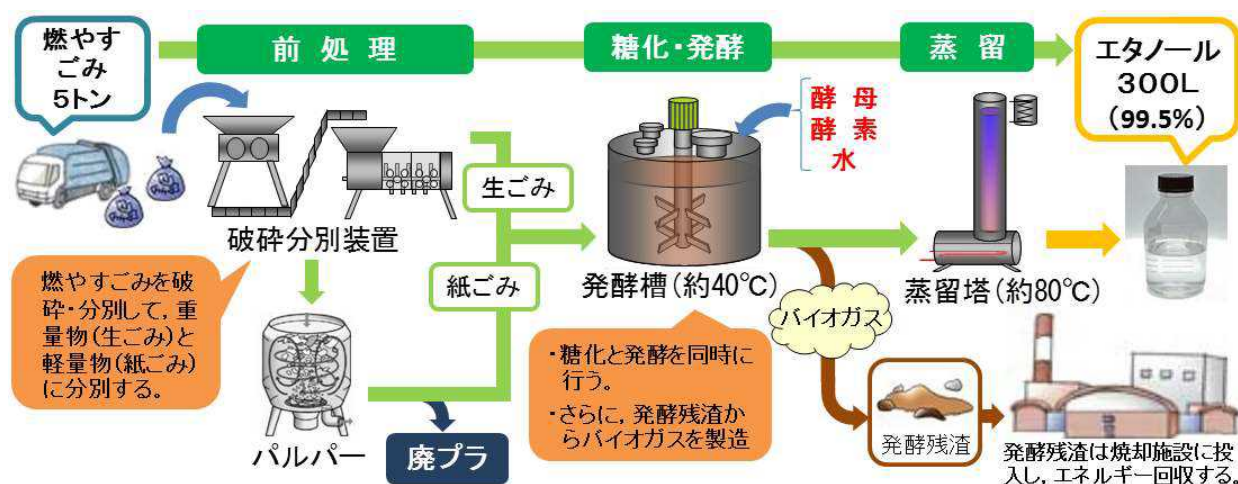 燃やす
ごみ
5トン
前処理
糖化・発酵
蒸留
エタノール
300L
（99.5%）
酵母
酵素
水
生ごみ
紙ごみ
破砕分別装置
発酵槽（約40℃）
蒸留塔（約80℃）
燃やすごみを破
砕・分別して，重
量物（生ごみ）と
軽量物（紙ごみ）
に分別する。
パルパー
廃プラ
・糖化と発酵を同時に
行う。
・さらに，発酵残渣か
らバイオガスを製造
バイオガス
発酵残渣
発酵残渣は焼却施設に投
入し，エネルギー回収する。